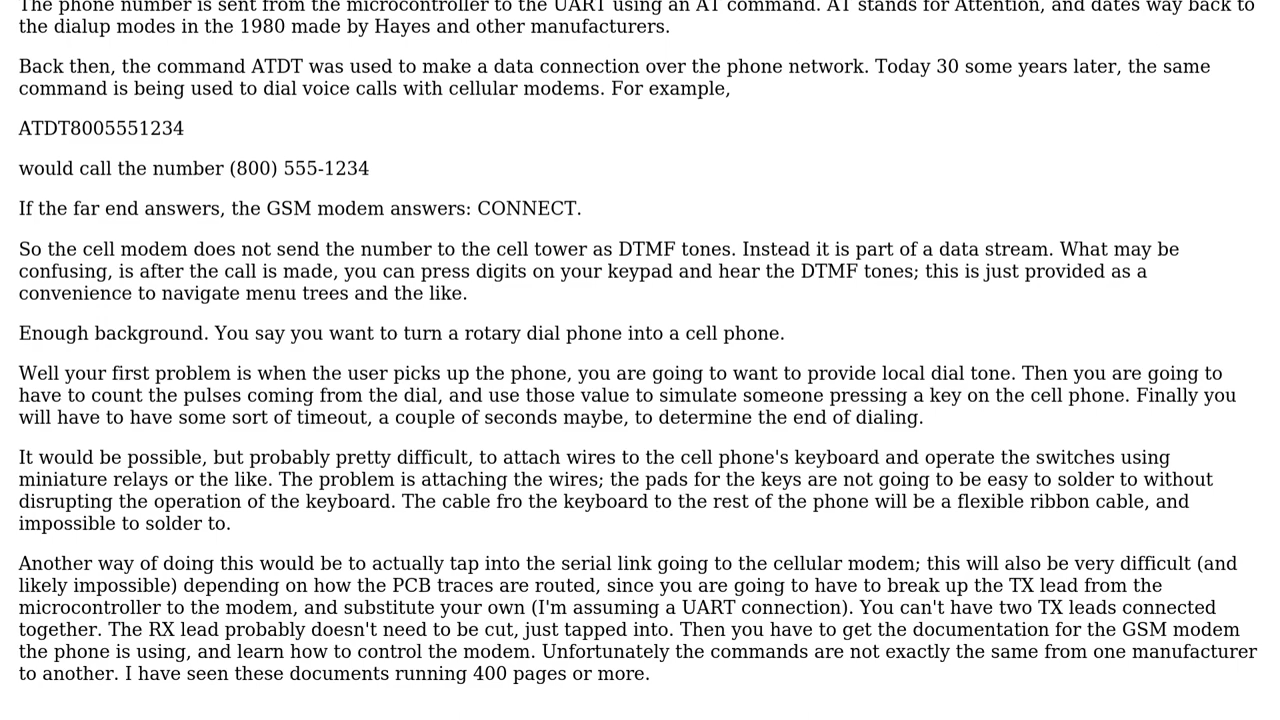 The phone number is sent from the microcontroller to the UART using an AT command. AT stands for Attention, and dates way back to
the dialup modes in the 1980 made by Hayes and other manufacturers.
Back then, the command ATDT was used to make a data connection over the phone network. Today 30 some years later, the same
command is being used to dial voice calls with cellular modems. For example,
ATDT8005551234
would call the number (800) 555-1234
If the far end answers, the GSM modem answers: CONNECT.
So the cell modem does not send the number to the cell tower as DTMF tones. Instead it is part of a data stream. What may be
confusing, is after the call is made, you can press digits on your keypad and hear the DTMF tones; this is just provided as a
convenience to navigate menu trees and the like.
Enough background. You say you want to turn a rotary dial phone into a cell phone.
Well your first problem is when the user picks up the phone, you are going to want to provide local dial tone. Then you are going to
have to count the pulses coming from the dial, and use those value to simulate someone pressing a key on the cell phone. Finally you
will have to have some sort of timeout, a couple of seconds maybe, to determine the end of dialing.
It would be possible, but probably pretty difficult, to attach wires to the cell phone's keyboard and operate the switches using
miniature relays or the like. The problem is attaching the wires; the pads for the keys are not going to be easy to solder to without
disrupting the operation of the keyboard. The cable fro the keyboard to the rest of the phone will be a flexible ribbon cable, and
impossible to solder to.
Another way of doing this would be to actually tap into the serial link going to the cellular modem; this will also be very difficult (and
likely impossible) depending on how the PCB traces are routed, since you are going to have to break up the TX lead from the
microcontroller to the modem, and substitute your own (I'm assuming a UART connection). You can't have two TX leads connected
together. The RX lead probably doesn't need to be cut, just tapped into. Then you have to get the documentation for the GSM modem
the phone is using, and learn how to control the modem. Unfortunately the commands are not exactly the same from one manufacturer
to another. I have seen these documents running 400 pages or more.